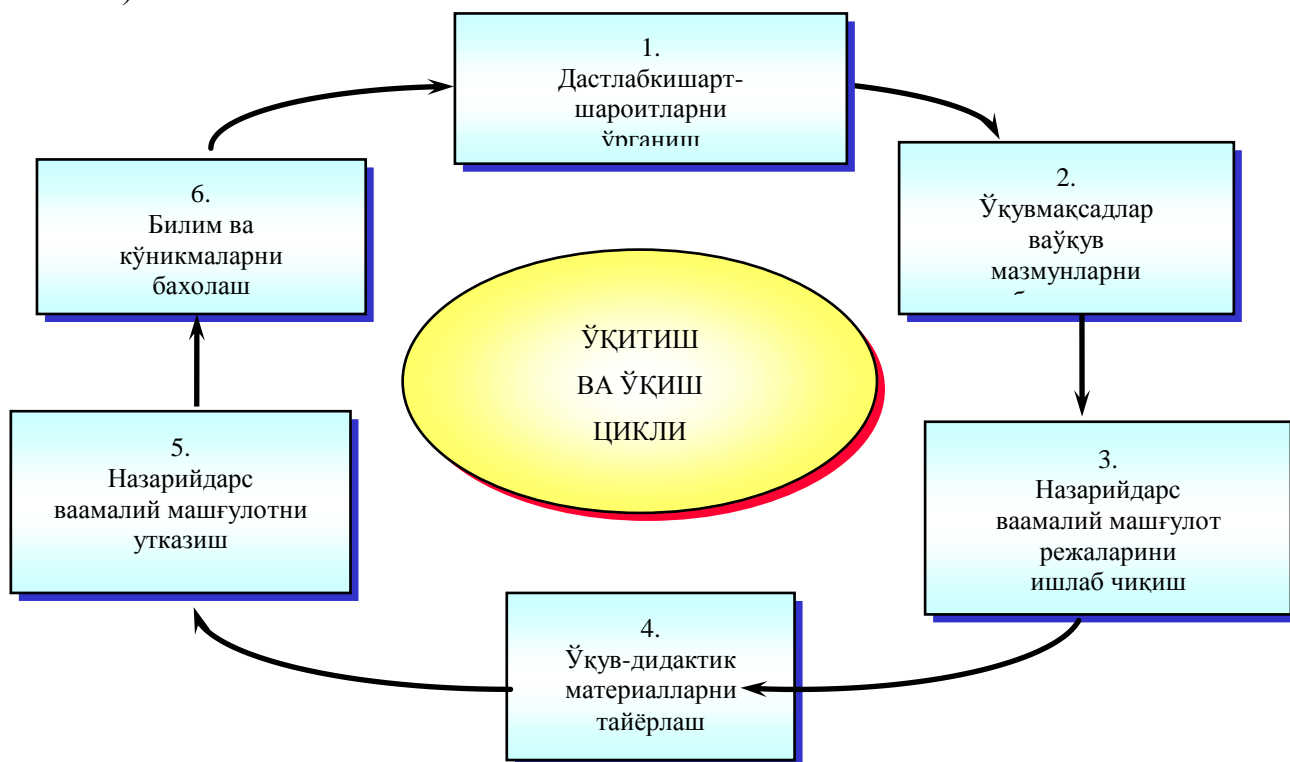 )
1.
Дастлабкишарт-
шароитларни
ўрганиш
2.
Ўқувмақсадлар
ваўқув
мазмунларни
3.
Назарийдарс
ваамалий машғулот
режаларини
ишлаб чиқиш
4.
Ўқув-дидактик
материалларни
тайёрлаш
5.
Назарийдарс
ваамалий машғулотни
утказиш
6.
Билим ва
кўникмаларни
бахолаш
ЎҚИТИШ
ВА ЎҚИШ
ЦИКЛИ